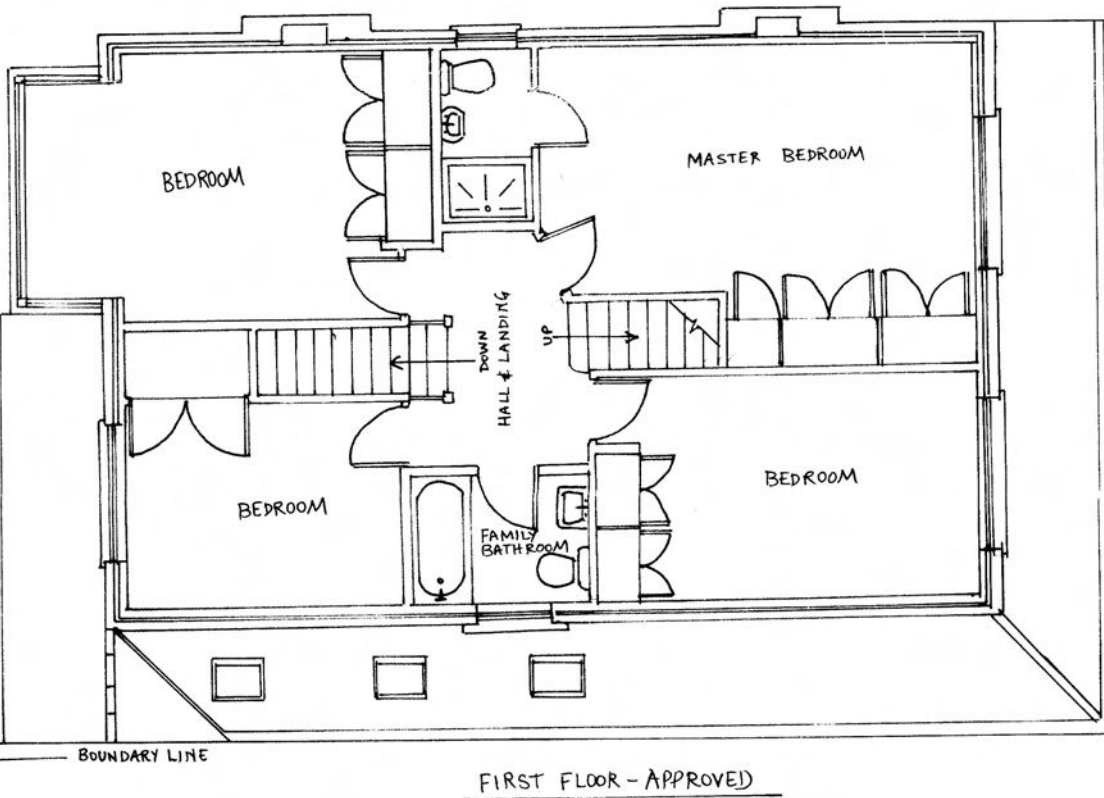 BEDROOM
MASTER BEDROOM
DOWN
HALL & LANDING
UP
BEDROOM
BEDROOM
FAMILY
BATHROOM
BOUNDARY LINE
FIRST FLOOR - APPROVED